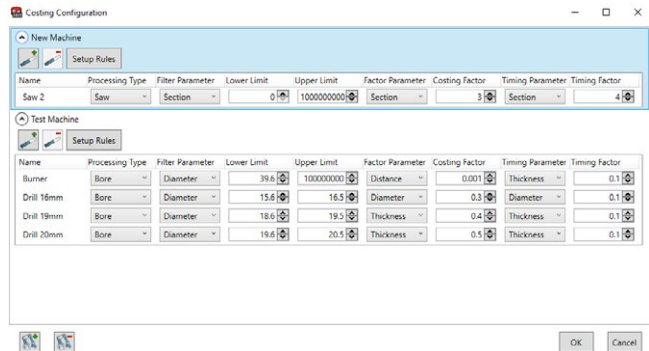 Costing Configuration
New Machine
Setup Rules
Name Processing Type Filter Parameter Lower Limit Upper Limit Factor Parameter Costing Factor Timing Parameter Timing Factor
Saw 2 Saw Section 0 1000000000 Section 3 Section 4
Test Machine
Setup Rules
Name Processing Type Filter Parameter Lower Limit Upper Limit Factor Parameter Costing Factor Timing Parameter Timing Factor
Burner Bore Diameter 39.6 100000000 Distance 0.001 Thickness 0.1
Drill 16mm Bore Diameter 15.6 16.5 Diameter 0.3 Diameter 0.1
Drill 19mm Bore Diameter 18.6 19.5 Thickness 0.4 Thickness 0.1
Drill 20mm Bore Diameter 19.6 20.5 Thickness 0.5 Thickness 0.1
OK Cancel